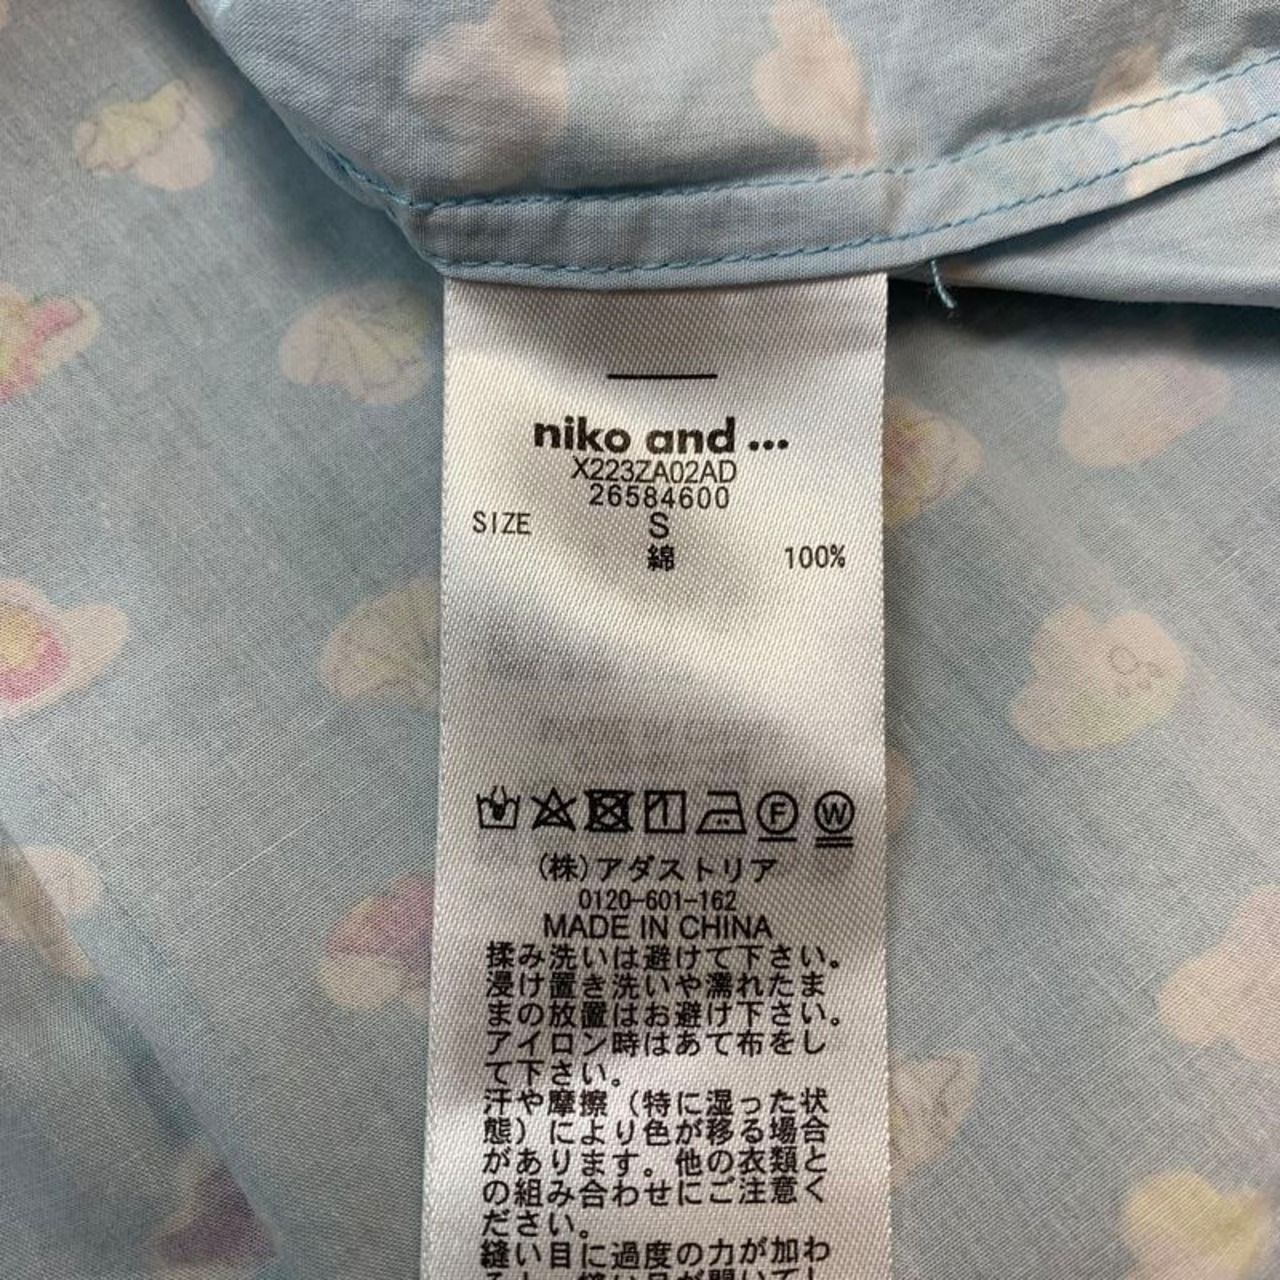 niko and ...
X223ZA02AD
26584600
SIZE S
綿 100%
F W
(株)アダストリア
0120-601-162
MADE IN CHINA
揉み洗いは避けて下さい。
浸け置き洗いや濡れたま
まの放置はお避け下さい。
アイロン時はあて布をし
て下さい。
汗や摩擦（特に湿った状
態）により色が移る場合
があります。他の衣類と
の組み合わせにご注意く
ださい。
縫い目に過度の力が加わ